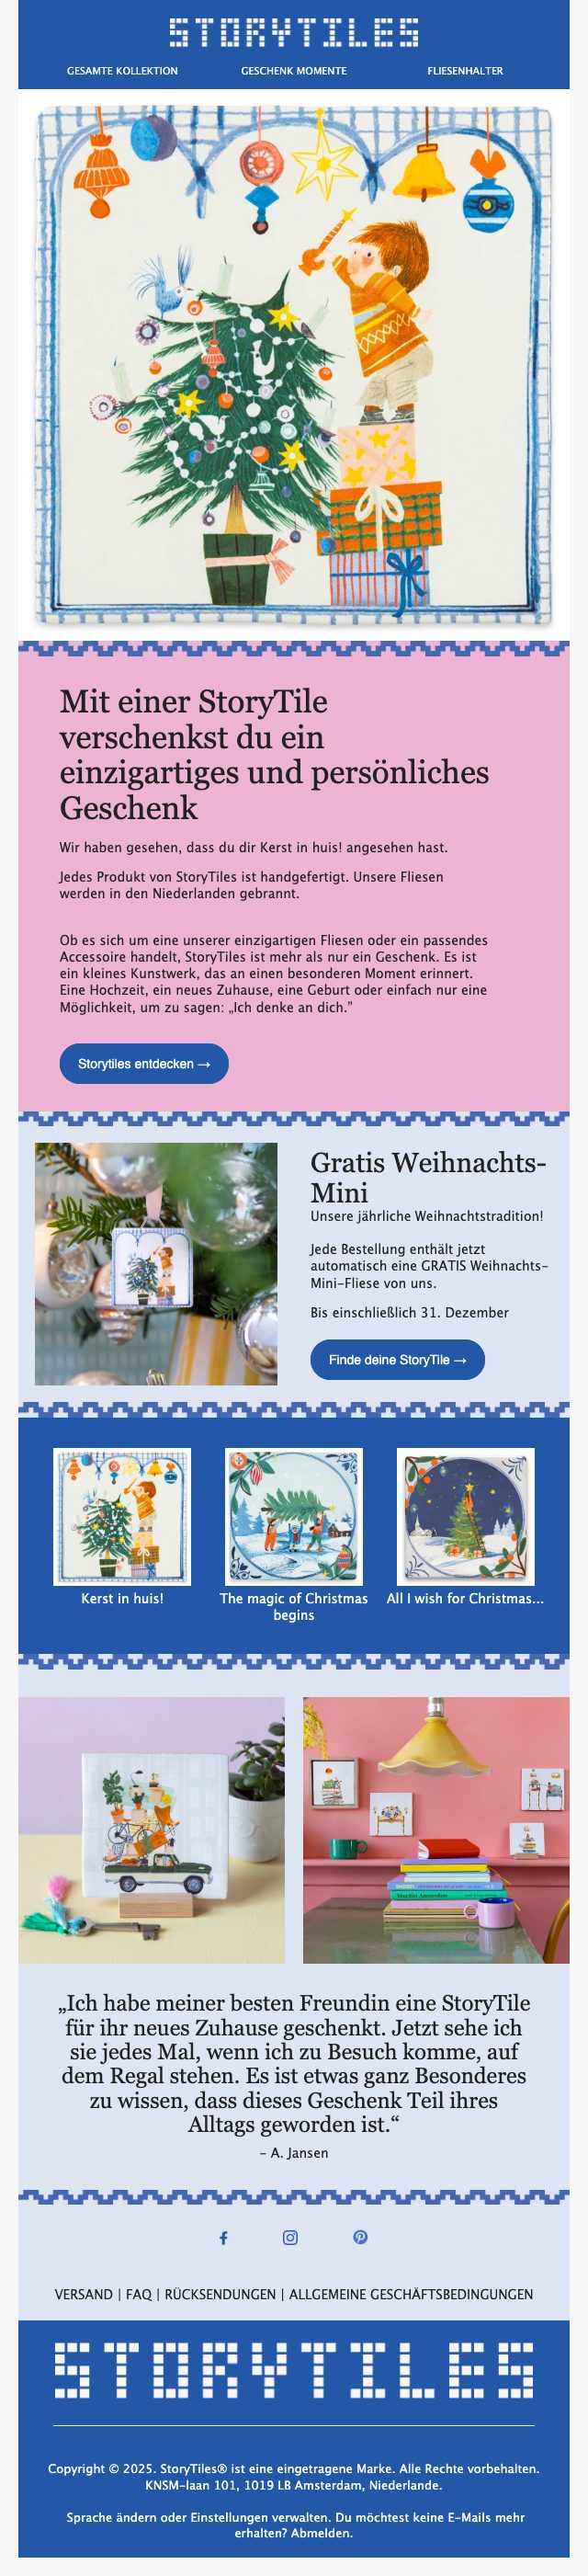 STORYTILES
GESAMTE KOLLEKTION
GESCHENK MOMENTE
FLIESENHALTER
Mit einer StoryTile
verschenkst du ein
einzigartiges und persönliches
Geschenk
Wir haben gesehen, dass du dir Kerst in huis! angesehen hast.
Jedes Produkt von StoryTiles ist handgefertigt. Unsere Fliesen
werden in den Niederlanden gebrannt.
Ob es sich um eine unserer einzigartigen Fliesen oder ein passendes
Accessoire handelt, StoryTiles ist mehr als nur ein Geschenk. Es ist
ein kleines Kunstwerk, das an einen besonderen Moment erinnert.
Eine Hochzeit, ein neues Zuhause, eine Geburt oder einfach nur eine
Möglichkeit, um zu sagen: „Ich denke an dich.”
Storytiles entdecken →
Gratis Weihnachts-
Mini
Unsere jährliche Weihnachtstradition!
Jede Bestellung enthält jetzt
automatisch eine GRATIS Weihnachts-
Mini-Fliese von uns.
Bis einschließlich 31. Dezember
Finde deine StoryTile →
Kerst in huis!
The magic of Christmas
begins
All I wish for Christmas...
„Ich habe meiner besten Freundin eine StoryTile
für ihr neues Zuhause geschenkt. Jetzt sehe ich
sie jedes Mal, wenn ich zu Besuch komme, auf
dem Regal stehen. Es ist etwas ganz Besonderes
zu wissen, dass dieses Geschenk Teil ihres
Alltags geworden ist.“
– A. Jansen
VERSAND | FAQ | RÜCKSENDUNGEN | ALLGEMEINE GESCHÄFTSBEDINGUNGEN
STORYTILES
Copyright © 2025. StoryTiles® ist eine eingetragene Marke. Alle Rechte vorbehalten.
KNSM-laan 101, 1019 LB Amsterdam, Niederlande.
Sprache ändern oder Einstellungen verwalten. Du möchtest keine E-Mails mehr
erhalten? Abmelden.